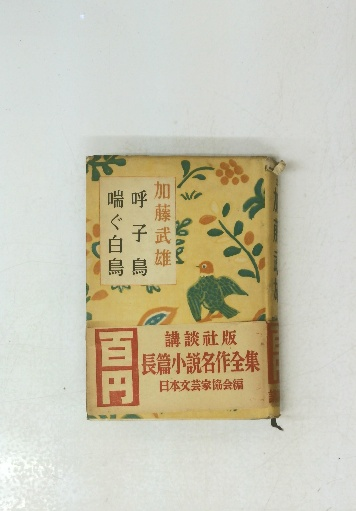 加藤武雄
呼子鳥
喘ぐ白鳥
講談社版
長篇小説名作全集
日本文芸家協会編
百円